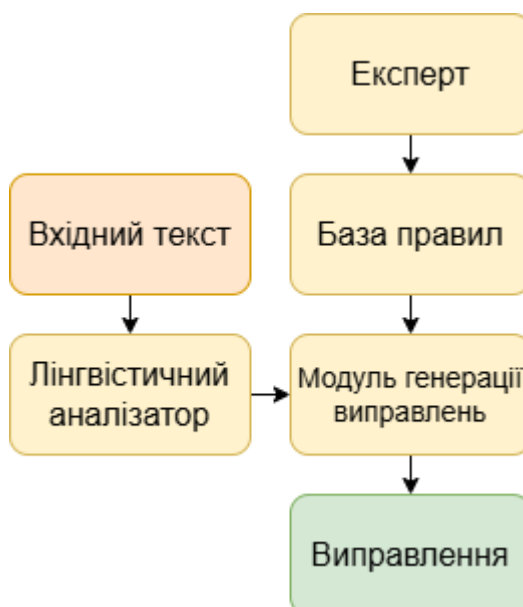 Експерт
Вхідний текст
База правил
Лінгвістичний
аналізатор
Модуль генерації
виправлень
Виправлення